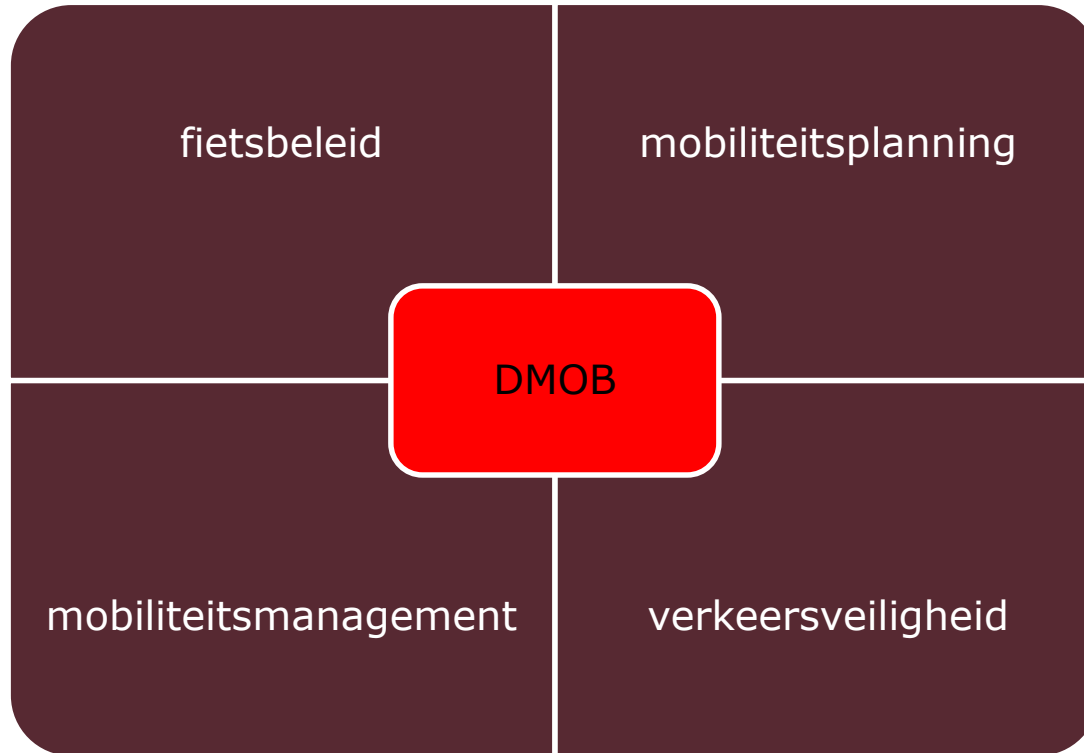 fietsbeleid
mobiliteitsplanning
DMOB
mobiliteitsmanagement
verkeersveiligheid